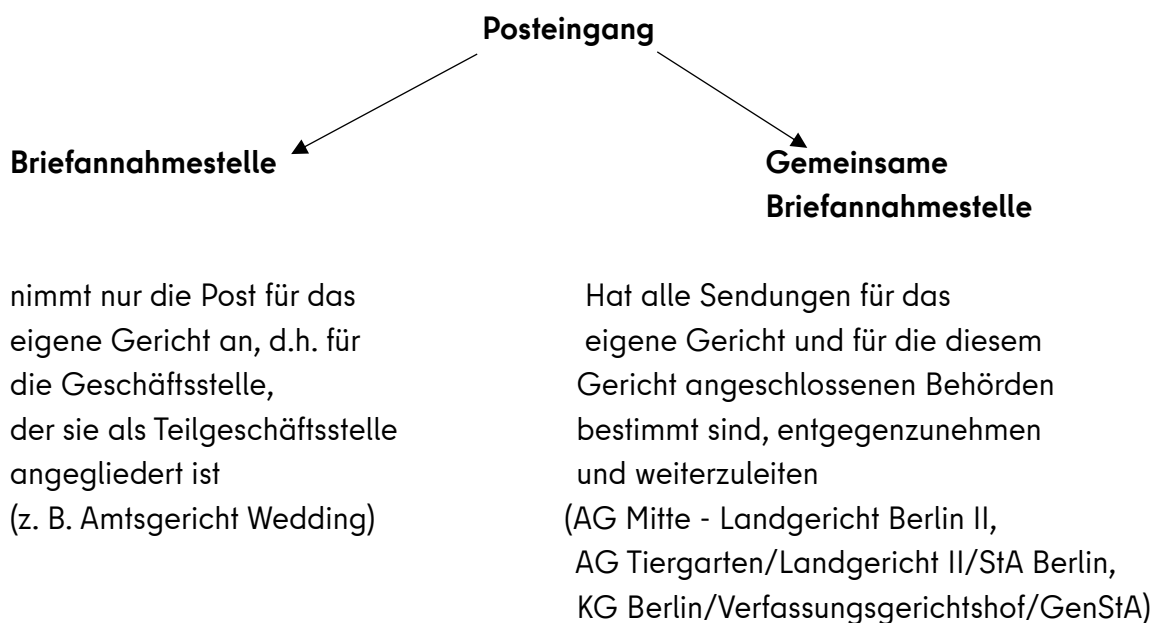 Posteingang
Briefannahmestelle
Gemeinsame
Briefannahmestelle
nimmt nur die Post für das
eigene Gericht an, d.h. für
die Geschäftsstelle,
der sie als Teilgeschäftsstelle
angegliedert ist
(z. B. Amtsgericht Wedding)
Hat alle Sendungen für das
eigene Gericht und für die diesem
Gericht angeschlossenen Behörden
bestimmt sind, entgegenzunehmen
und weiterzuleiten
(AG Mitte - Landgericht Berlin II,
AG Tiergarten/Landgericht II/StA Berlin,
KG Berlin/Verfassungsgerichtshof/GenStA)